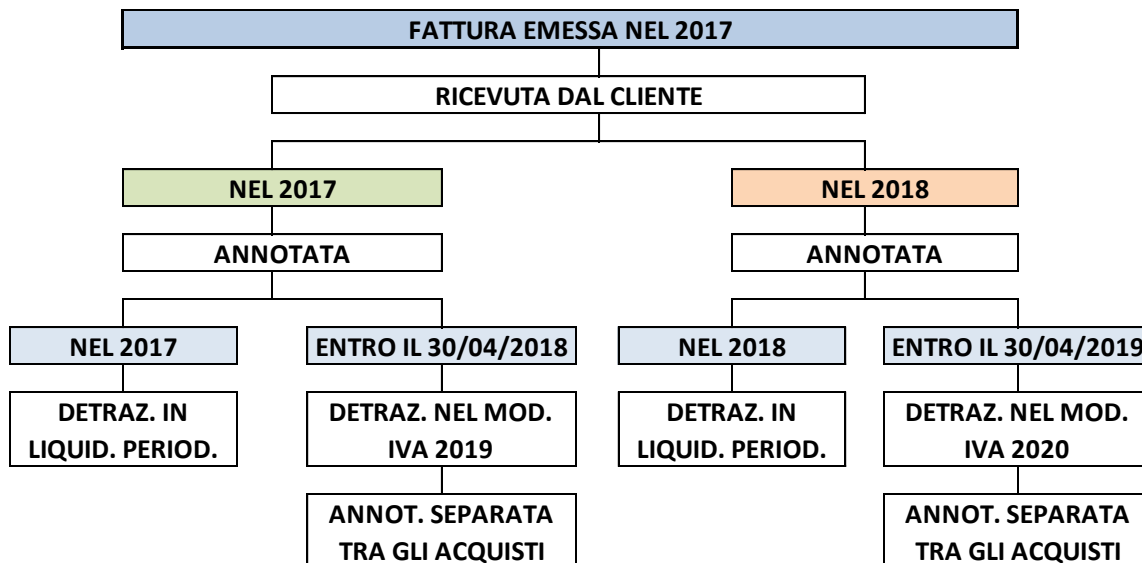 FATTURA EMESSA NEL 2017
RICEVUTA DAL CLIENTE
NEL 2017
NEL 2018
ANNOTATA
ANNOTATA
NEL 2017
ENTRO IL 30/04/2018
NEL 2018
ENTRO IL 30/04/2019
DETRAZ. IN
LIQUID. PERIOD.
DETRAZ. NEL MOD.
IVA 2019
DETRAZ. IN
LIQUID. PERIOD.
DETRAZ. NEL MOD.
IVA 2020
ANNOT. SEPARATA
TRA GLI ACQUISTI
ANNOT. SEPARATA
TRA GLI ACQUISTI